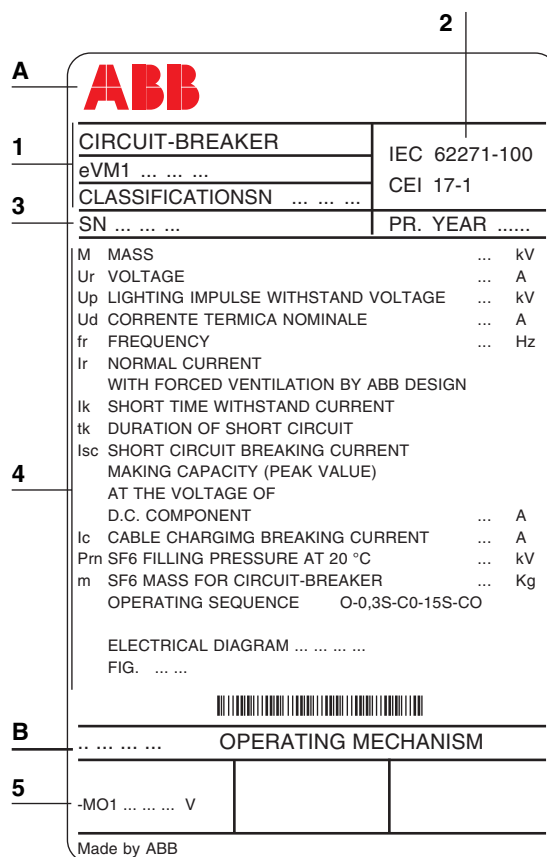 2
A
ABB
1
CIRCUIT-BREAKER
eVM1 ... ... ...
CLASSIFICATIONSN ... ... ...
IEC 62271-100
CEI 17-1
3
SN ... ... ...
PR. YEAR ......
M MASS ... kV
Ur VOLTAGE ... A
Up LIGHTING IMPULSE WITHSTAND VOLTAGE ... kV
Ud CORRENTE TERMICA NOMINALE ... A
fr FREQUENCY ... Hz
Ir NORMAL CURRENT
WITH FORCED VENTILATION BY ABB DESIGN
Ik SHORT TIME WITHSTAND CURRENT
tk DURATION OF SHORT CIRCUIT
Isc SHORT CIRCUIT BREAKING CURRENT
4
MAKING CAPACITY (PEAK VALUE)
AT THE VOLTAGE OF
D.C. COMPONENT ... A
Ic CABLE CHARGIMG BREAKING CURRENT ... A
Prn SF6 FILLING PRESSURE AT 20 °C ... kV
m SF6 MASS FOR CIRCUIT-BREAKER ... Kg
OPERATING SEQUENCE O-0,3S-C0-15S-CO
ELECTRICAL DIAGRAM ... ... ... ...
FIG. ... ...
B
.. ... ... ... OPERATING MECHANISM
5
-MO1 ... ... ... V
Made by ABB